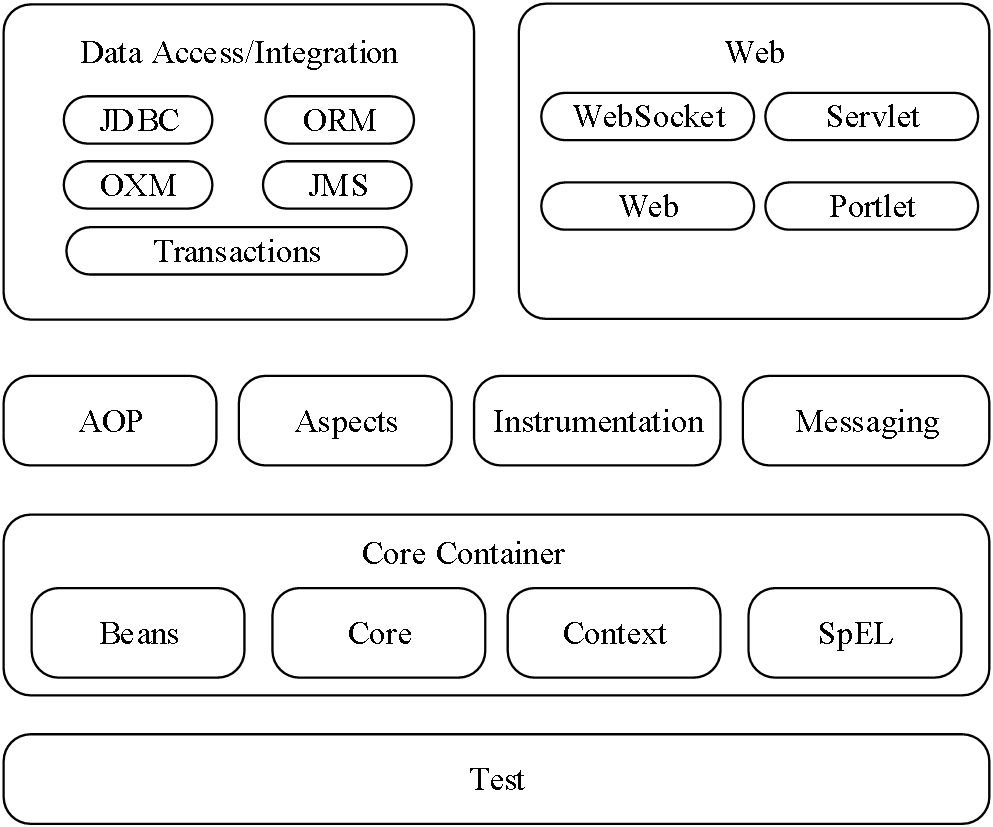 Data Access/Integration
JDBC
ORM
OXM
JMS
Transactions
Web
WebSocket
Servlet
Web
Portlet
AOP
Aspects
Instrumentation
Messaging
Core Container
Beans
Core
Context
SpEL
Test